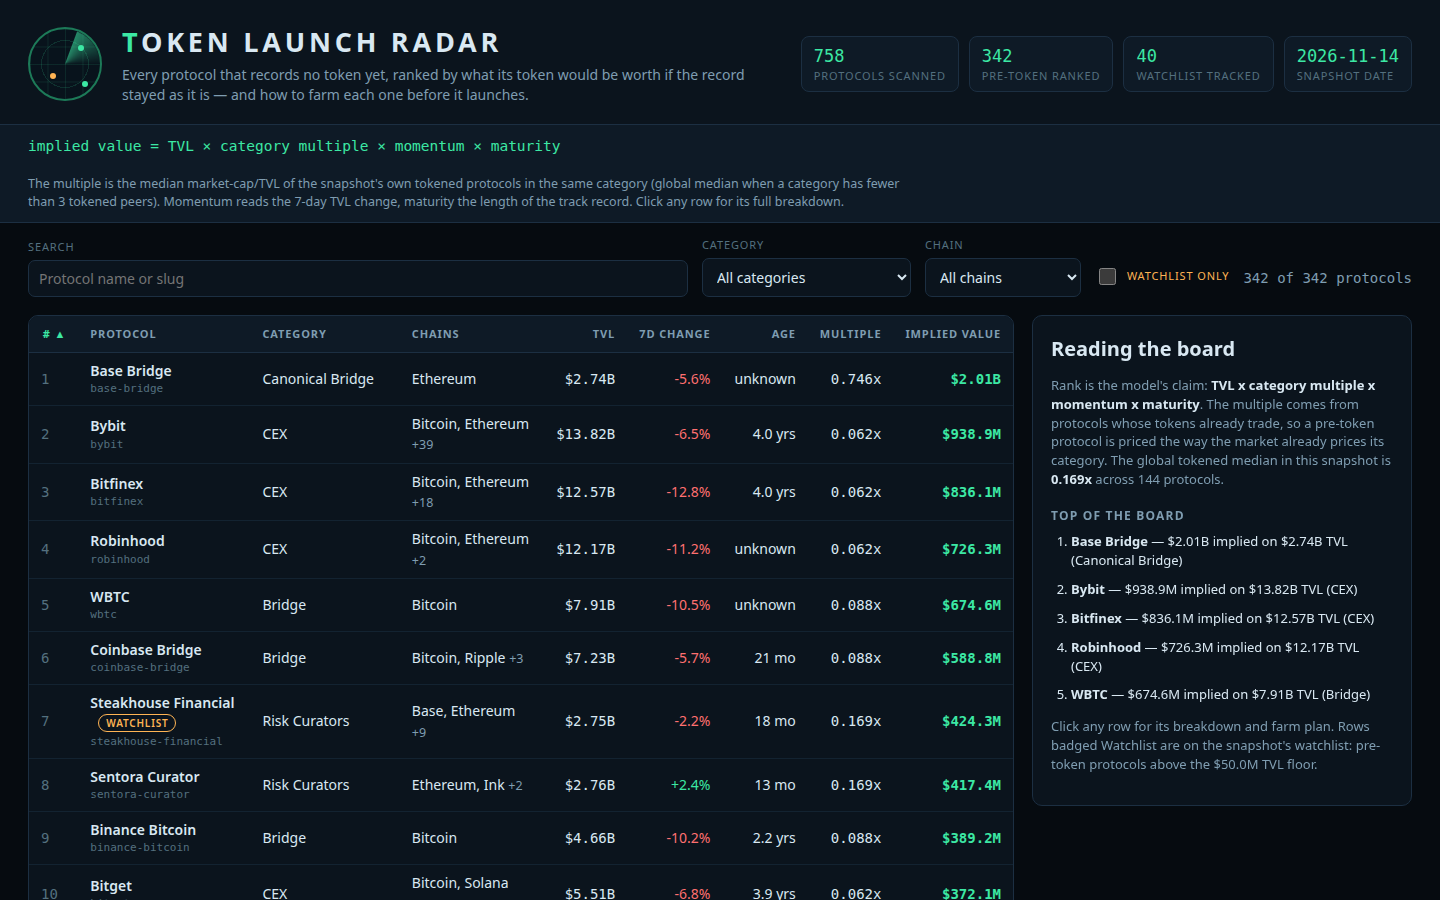 TOKEN LAUNCH RADAR
Every protocol that records no token yet, ranked by what its token would be worth if the record
stayed as it is — and how to farm each one before it launches.
758
PROTOCOLS SCANNED
342
PRE-TOKEN RANKED
40
WATCHLIST TRACKED
2026-11-14
SNAPSHOT DATE
implied value = TVL × category multiple × momentum × maturity
The multiple is the median market-cap/TVL of the snapshot's own tokened protocols in the same category (global median when a category has fewer
than 3 tokened peers). Momentum reads the 7-day TVL change, maturity the length of the track record. Click any row for its full breakdown.
SEARCH
Protocol name or slug
CATEGORY
All categories
CHAIN
All chains
WATCHLIST ONLY
342 of 342 protocols
# ▲ PROTOCOL CATEGORY CHAINS TVL 7D CHANGE AGE MULTIPLE IMPLIED VALUE
1 Base Bridge Canonical Bridge Ethereum $2.74B -5.6% unknown 0.746x $2.01B
base-bridge
2 Bybit CEX Bitcoin, Ethereum $13.82B -6.5% 4.0 yrs 0.062x $938.9M
bybit +39
3 Bitfinex CEX Bitcoin, Ethereum $12.57B -12.8% 4.0 yrs 0.062x $836.1M
bitfinex +18
4 Robinhood CEX Bitcoin, Ethereum $12.17B -11.2% unknown 0.062x $726.3M
robinhood +2
5 WBTC Bridge Bitcoin $7.91B -10.5% unknown 0.088x $674.6M
wbtc
6 Coinbase Bridge Bridge Bitcoin, Ripple +3 $7.23B -5.7% 21 mo 0.088x $588.8M
coinbase-bridge
7 Steakhouse Financial Risk Curators Base, Ethereum $2.75B -2.2% 18 mo 0.169x $424.3M
WATCHLIST +9
steakhouse-financial
8 Sentora Curator Risk Curators Ethereum, Ink +2 $2.76B +2.4% 13 mo 0.169x $417.4M
sentora-curator
9 Binance Bitcoin Bridge Bitcoin $4.66B -10.2% 2.2 yrs 0.088x $389.2M
binance-bitcoin
10 Bitget CEX Bitcoin, Solana $5.51B -6.8% 3.9 yrs 0.062x $372.1M
Reading the board
Rank is the model's claim: TVL x category multiple x
momentum x maturity. The multiple comes from
protocols whose tokens already trade, so a pre-token
protocol is priced the way the market already prices its
category. The global tokened median in this snapshot is
0.169x across 144 protocols.
TOP OF THE BOARD
1. Base Bridge — $2.01B implied on $2.74B TVL
(Canonical Bridge)
2. Bybit — $938.9M implied on $13.82B TVL (CEX)
3. Bitfinex — $836.1M implied on $12.57B TVL (CEX)
4. Robinhood — $726.3M implied on $12.17B TVL
(CEX)
5. WBTC — $674.6M implied on $7.91B TVL (Bridge)
Click any row for its breakdown and farm plan. Rows
badged Watchlist are on the snapshot's watchlist: pre-
token protocols above the $50.0M TVL floor.